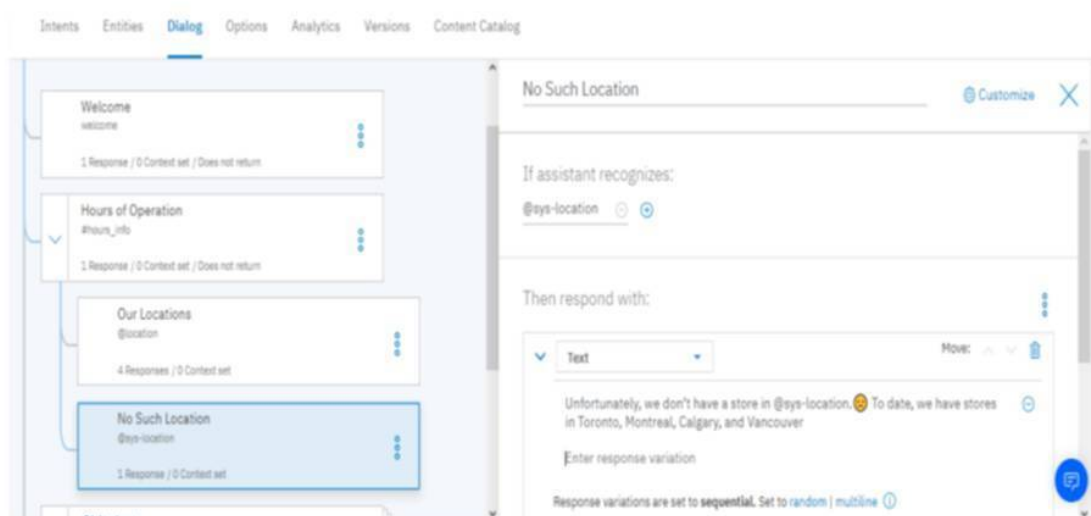 Intents Entities Dialog Options Analytics Versions Content Catalog
Welcome
welcome
1 Response / 0 Context set / Does not return
Hours of Operation
#hours_info
1 Response / 0 Context set / Does not return
Our Locations
@location
4 Responses / 0 Context set
No Such Location
@sys-location
1 Response / 0 Context set
No Such Location
Customize
If assistant recognizes:
@sys-location
Then respond with:
Text
Move:
Unfortunately, we don't have a store in @sys-location.😟 To date, we have stores
in Toronto, Montreal, Calgary, and Vancouver
Enter response variation
Response variations are set to sequential. Set to random | multiline